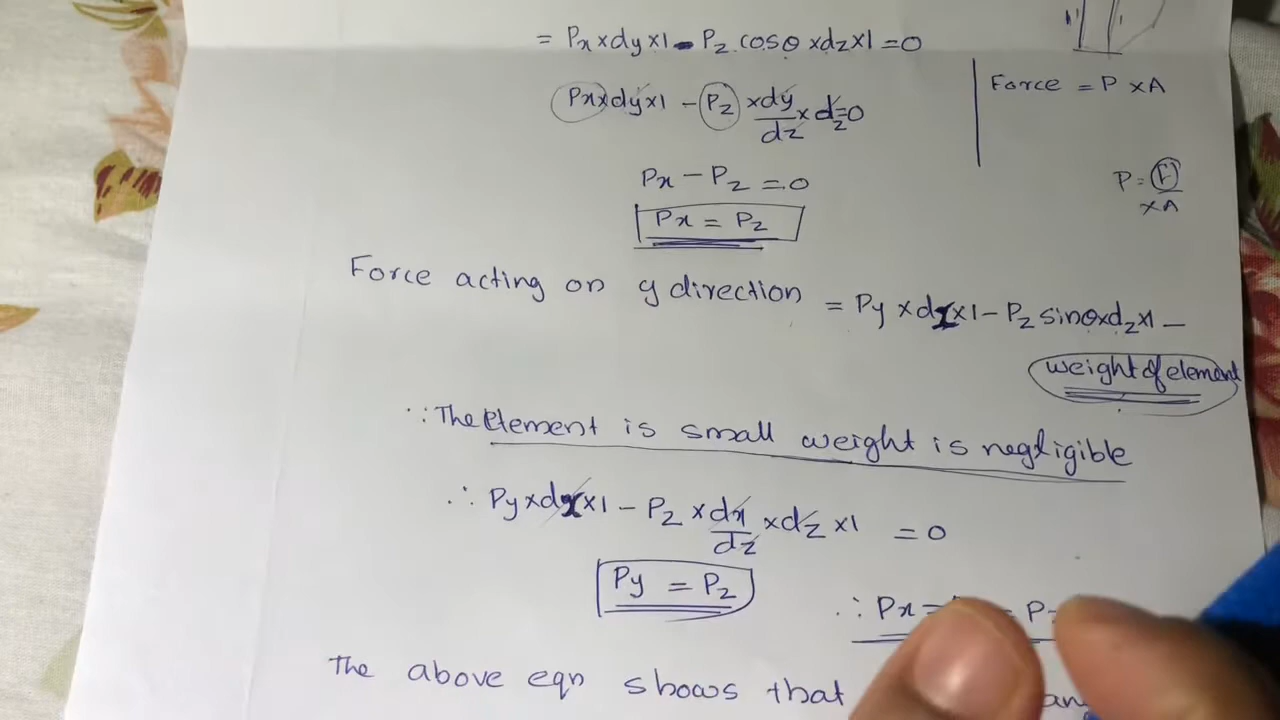 = Px x dy x 1 - Pz cosθ x dz x 1 = 0
Px x dy x 1 - Pz x dy/dz x dz = 0
Force = P x A
Px - Pz = 0
P = F/xA
Px = Pz
Force acting on y direction = Py x dx x 1 - Pz sinθ x dz x 1 -
weight of element
∵ The Element is small weight is negligible
∴ Py x dx x 1 - Pz x dx/dz x dz x 1 = 0
Py = Pz
∴ Px =
The above eqn shows that